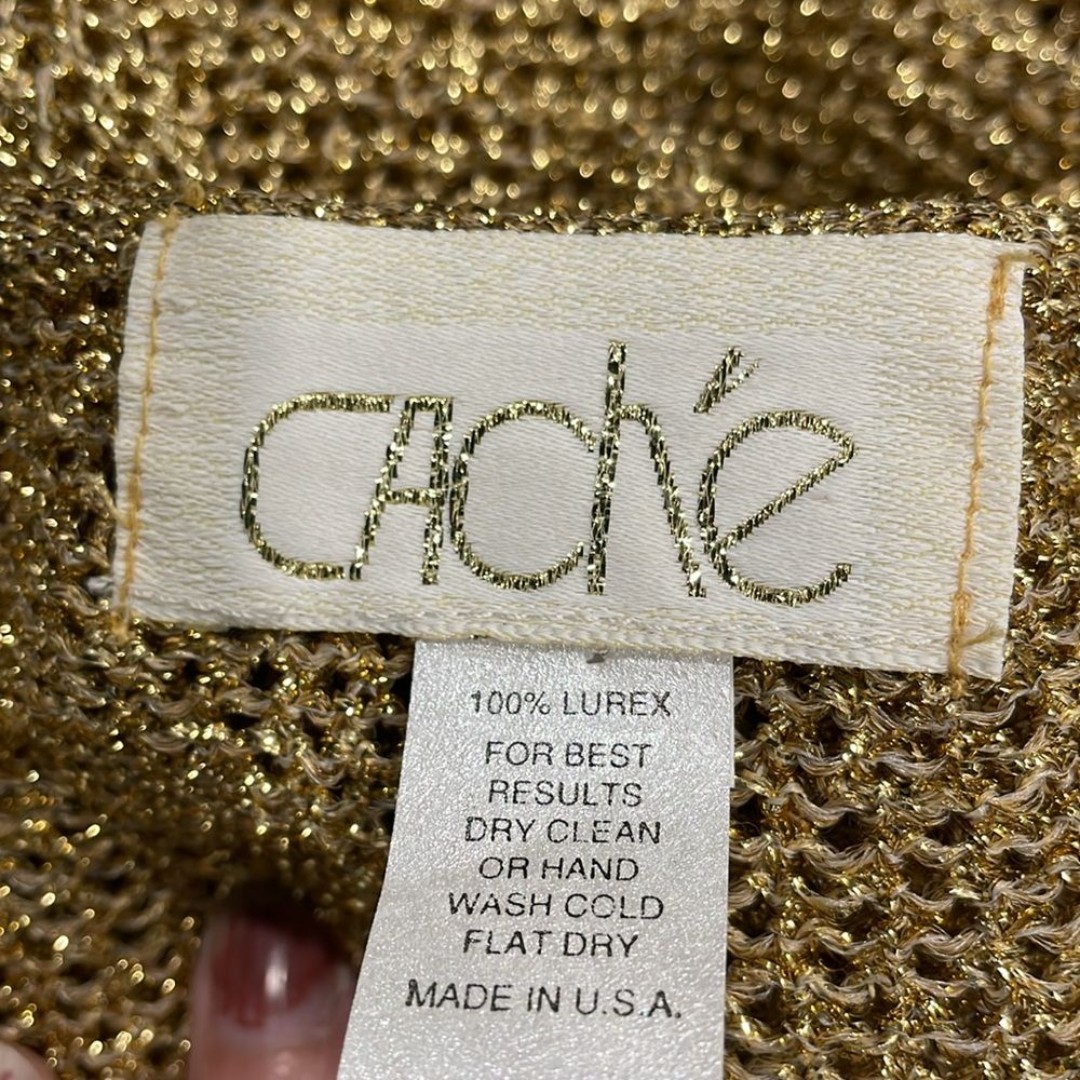 CAché
100% LUREX
FOR BEST
RESULTS
DRY CLEAN
OR HAND
WASH COLD
FLAT DRY
MADE IN U.S.A.